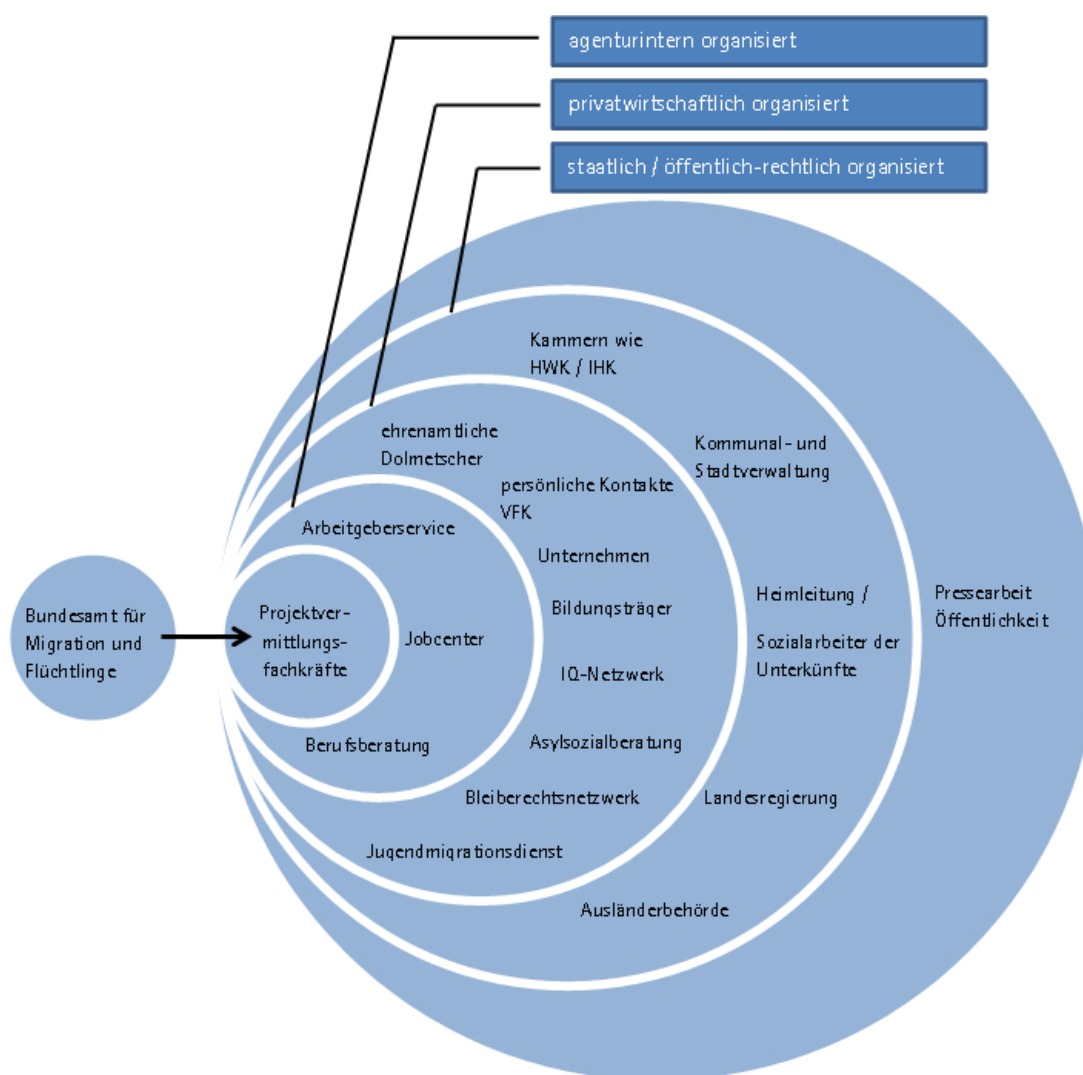 agenturintern organisiert
privatwirtschaftlich organisiert
staatlich / öffentlich-rechtlich organisiert
Kammern wie
HWK / IHK
ehrenamtliche
Dolmetscher
Kommunal- und
Stadtverwaltung
persönliche Kontakte
VFK
Arbeitgeberservice
Unternehmen
Bundesamt für
Migration und
Flüchtlinge
Projektver-
mittlungs-
fachkräfte
Jobcenter
Bildungsträger
Heimleitung /
Sozialarbeiter der
Unterkünfte
Pressearbeit
Öffentlichkeit
IQ-Netzwerk
Berufsberatung
Asylsozialberatung
Bleiberechtsnetzwerk
Landesregierung
Jugendmigrationsdienst
Ausländerbehörde